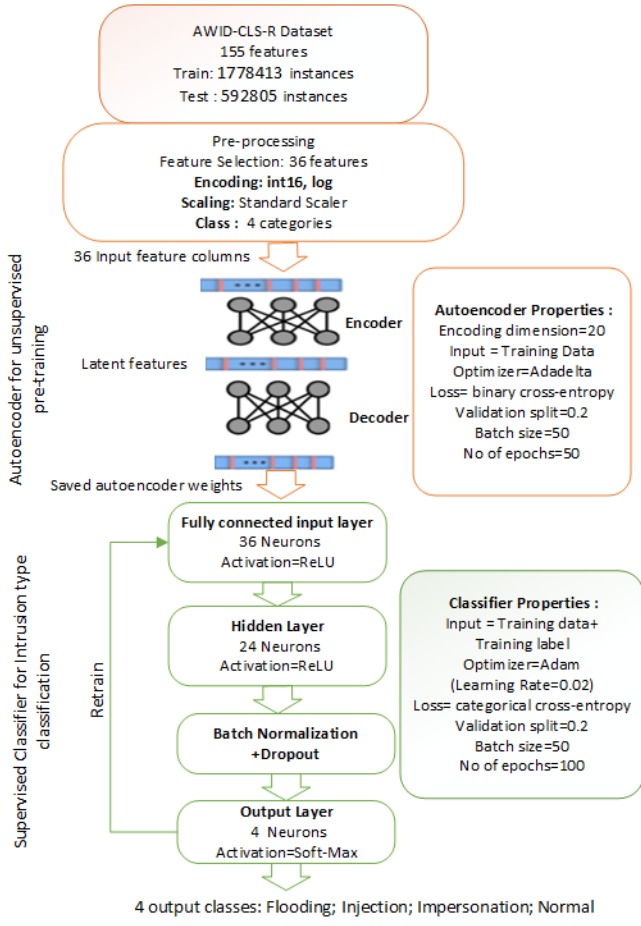 AWID-CLS-R Dataset
155 features
Train: 1778413 instances
Test : 592805 instances
Pre-processing
Feature Selection: 36 features
Encoding: int16, log
Scaling: Standard Scaler
Class : 4 categories
36 Input feature columns
Autoencoder for unsupervised
pre-training
Encoder
Latent features
Decoder
Saved autoencoder weights
Autoencoder Properties :
Encoding dimension=20
Input = Training Data
Optimizer=Adadelta
Loss= binary cross-entropy
Validation split=0.2
Batch size=50
No of epochs=50
Supervised Classifier for Intrusion type
classification
Retrain
Fully connected input layer
36 Neurons
Activation=ReLU
Hidden Layer
24 Neurons
Activation=ReLU
Batch Normalization
+Dropout
Output Layer
4 Neurons
Activation=Soft-Max
Classifier Properties :
Input = Training data+
Training label
Optimizer=Adam
(Learning Rate=0.02)
Loss= categorical cross-entropy
Validation split=0.2
Batch size=50
No of epochs=100
4 output classes: Flooding; Injection; Impersonation; Normal